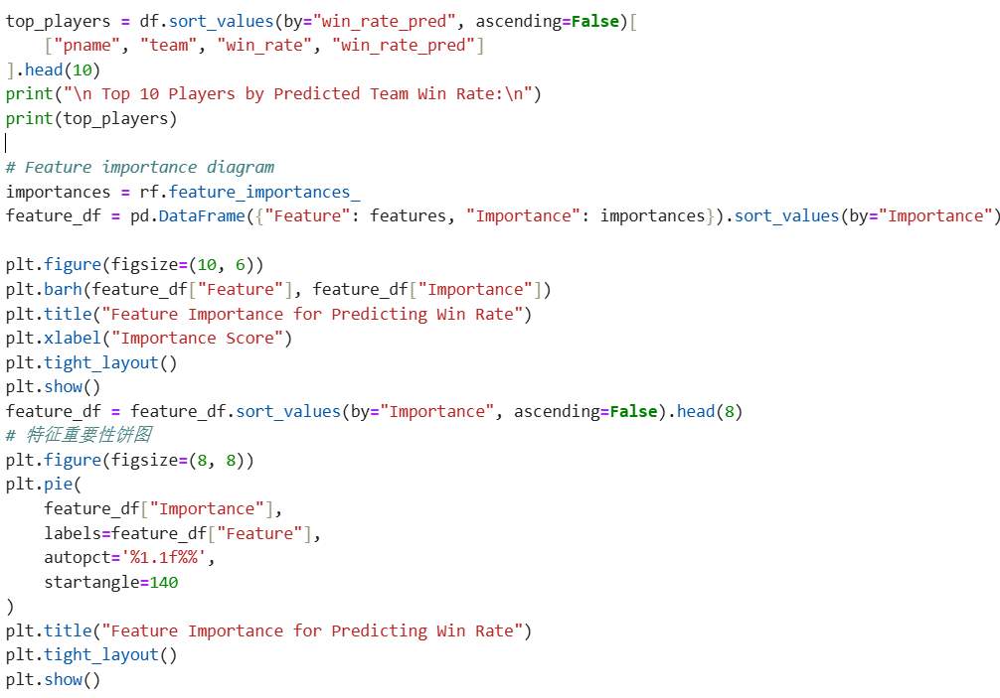 top_players = df.sort_values(by="win_rate_pred", ascending=False)[
    ["pname", "team", "win_rate", "win_rate_pred"]
].head(10)
print("\n Top 10 Players by Predicted Team Win Rate:\n")
print(top_players)

# Feature importance diagram
importances = rf.feature_importances_
feature_df = pd.DataFrame({"Feature": features, "Importance": importances}).sort_values(by="Importance")

plt.figure(figsize=(10, 6))
plt.barh(feature_df["Feature"], feature_df["Importance"])
plt.title("Feature Importance for Predicting Win Rate")
plt.xlabel("Importance Score")
plt.tight_layout()
plt.show()
feature_df = feature_df.sort_values(by="Importance", ascending=False).head(8)
# 特征重要性饼图
plt.figure(figsize=(8, 8))
plt.pie(
    feature_df["Importance"],
    labels=feature_df["Feature"],
    autopct='%1.1f%%',
    startangle=140
)
plt.title("Feature Importance for Predicting Win Rate")
plt.tight_layout()
plt.show()